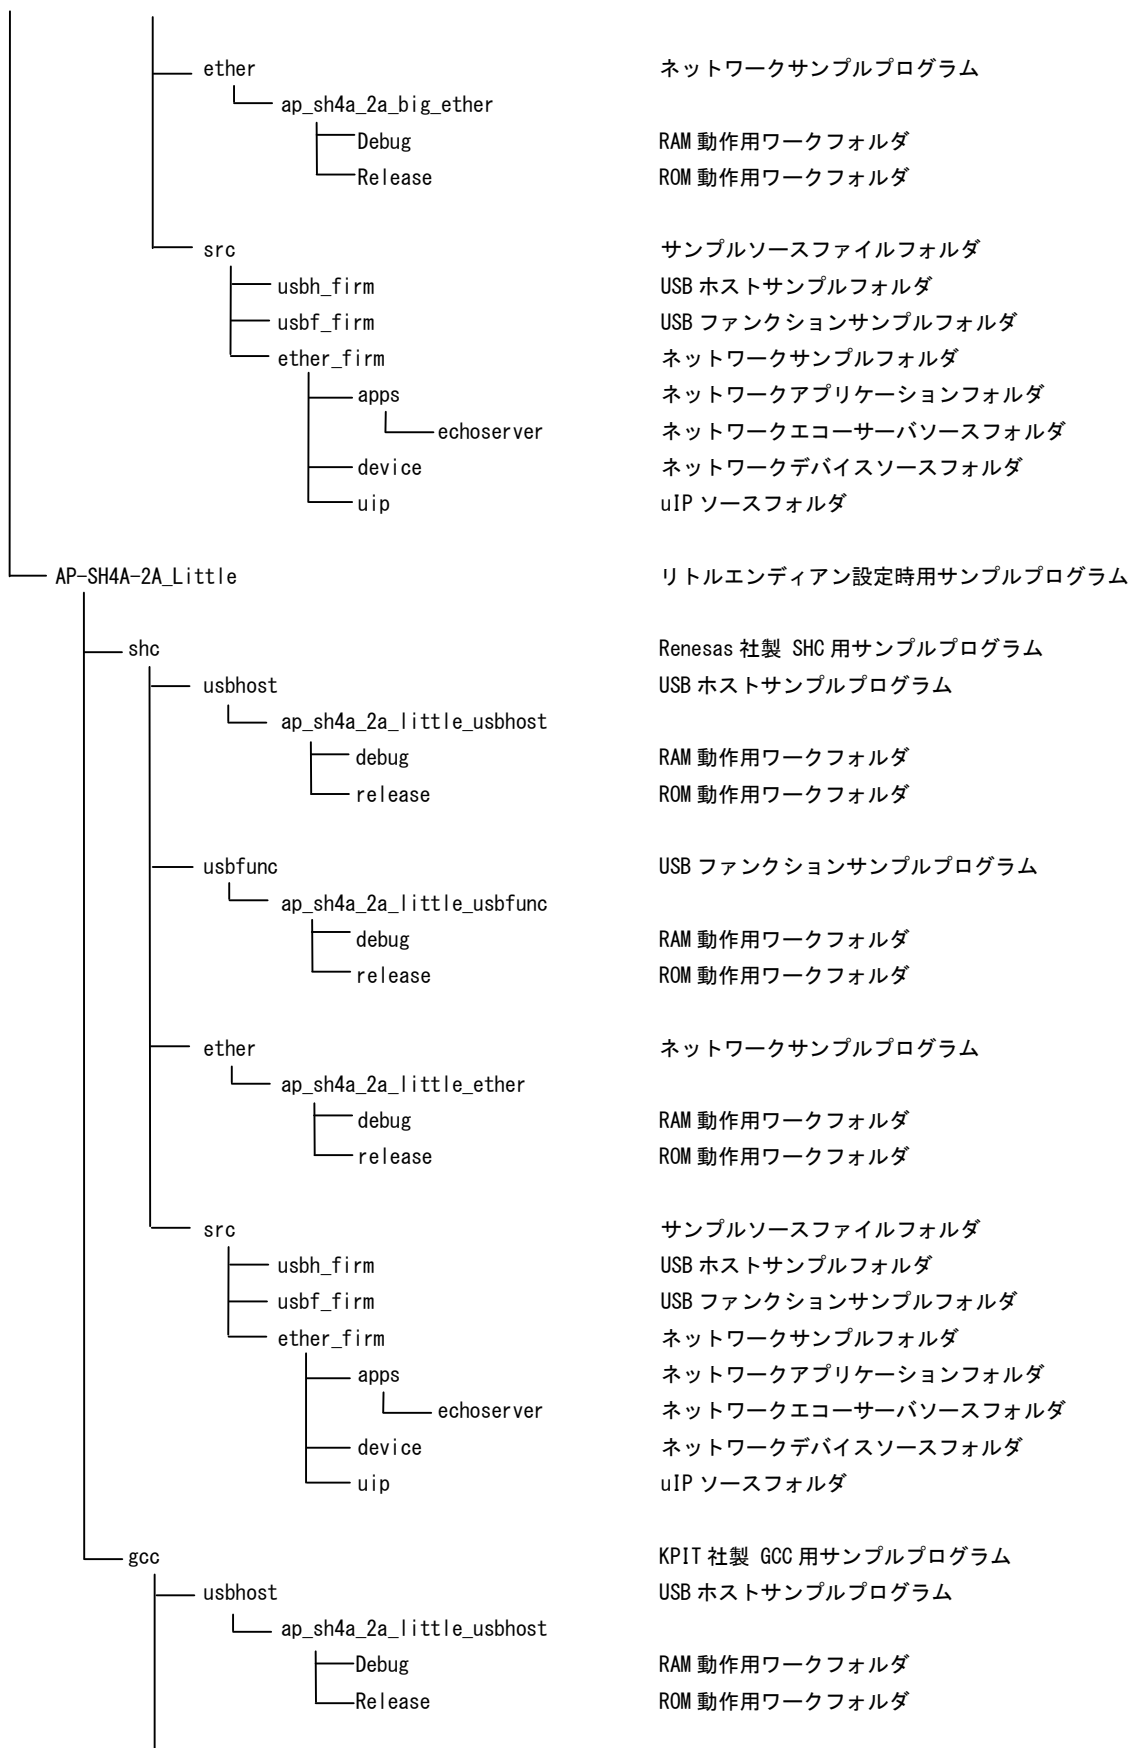 ether ネットワークサンプルプログラム
ap_sh4a_2a_big_ether
Debug RAM 動作用ワークフォルダ
Release ROM 動作用ワークフォルダ
src サンプルソースファイルフォルダ
usbh_firm USB ホストサンプルフォルダ
usbf_firm USB ファンクションサンプルフォルダ
ether_firm ネットワークサンプルフォルダ
apps ネットワークアプリケーションフォルダ
echoserver ネットワークエコーサーバソースフォルダ
device ネットワークデバイスソースフォルダ
uip uIP ソースフォルダ
AP-SH4A-2A_Little リトルエンディアン設定時用サンプルプログラム
shc Renesas 社製 SHC 用サンプルプログラム
usbhost USB ホストサンプルプログラム
ap_sh4a_2a_little_usbhost
debug RAM 動作用ワークフォルダ
release ROM 動作用ワークフォルダ
usbfunc USB ファンクションサンプルプログラム
ap_sh4a_2a_little_usbfunc
debug RAM 動作用ワークフォルダ
release ROM 動作用ワークフォルダ
ether ネットワークサンプルプログラム
ap_sh4a_2a_little_ether
debug RAM 動作用ワークフォルダ
release ROM 動作用ワークフォルダ
src サンプルソースファイルフォルダ
usbh_firm USB ホストサンプルフォルダ
usbf_firm USB ファンクションサンプルフォルダ
ether_firm ネットワークサンプルフォルダ
apps ネットワークアプリケーションフォルダ
echoserver ネットワークエコーサーバソースフォルダ
device ネットワークデバイスソースフォルダ
uip uIP ソースフォルダ
gcc KPIT 社製 GCC 用サンプルプログラム
usbhost USB ホストサンプルプログラム
ap_sh4a_2a_little_usbhost
Debug RAM 動作用ワークフォルダ
Release ROM 動作用ワークフォルダ